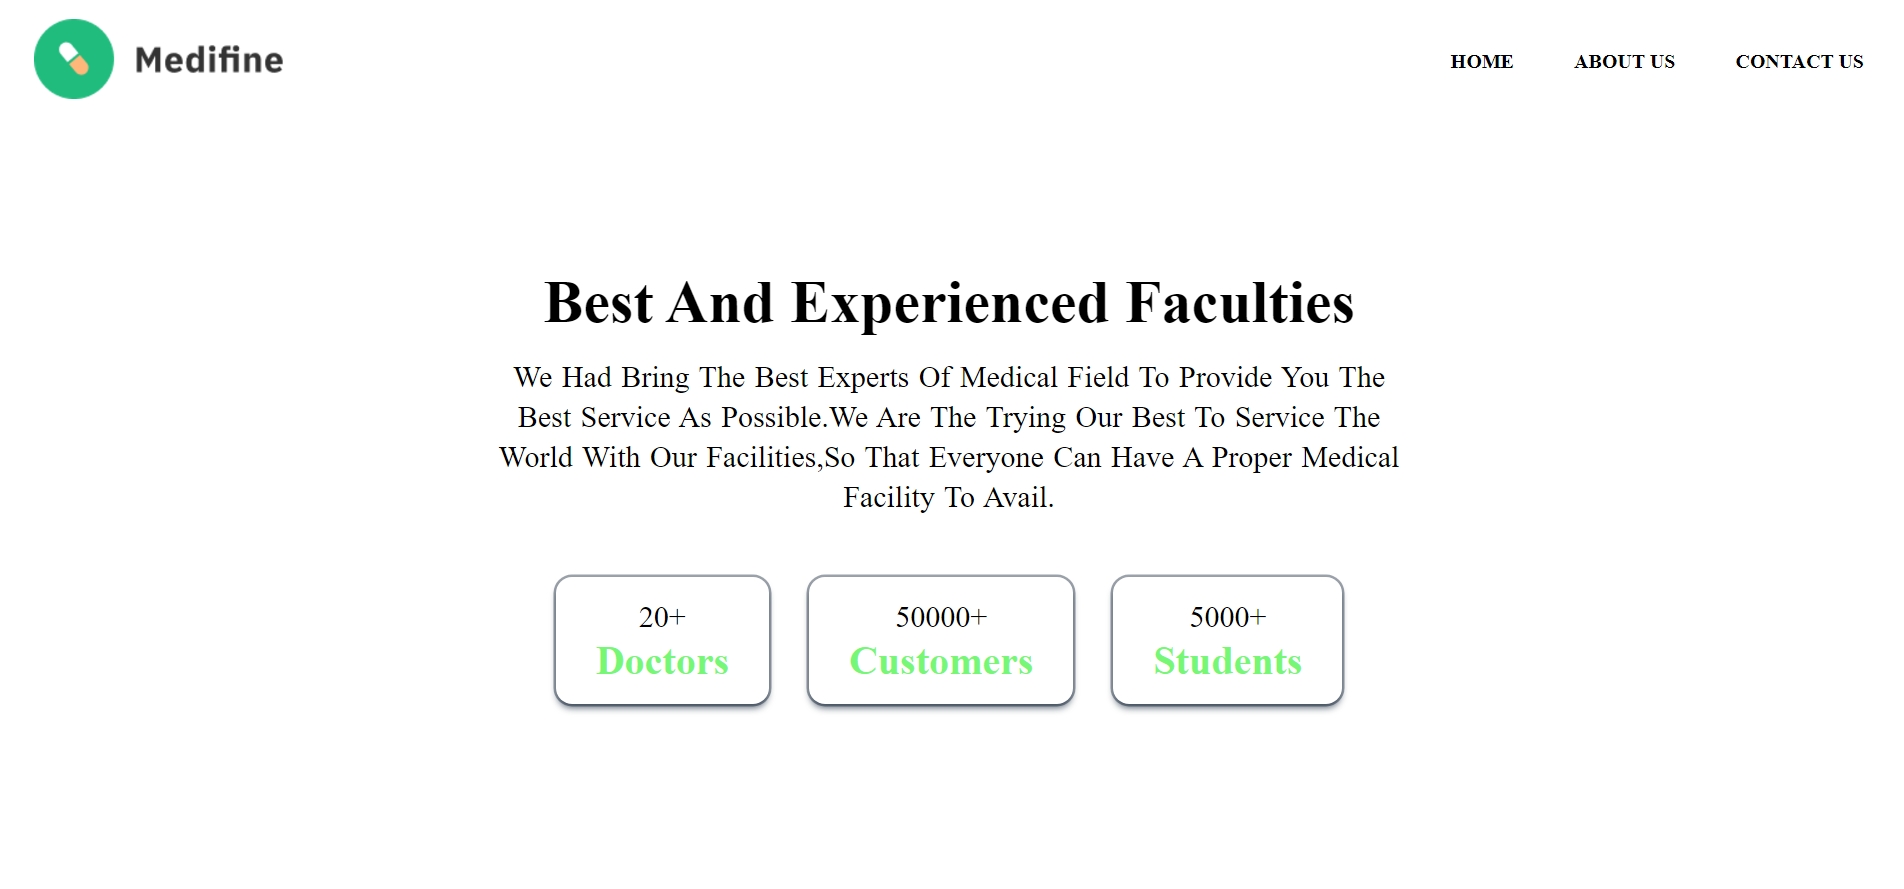 Medifine
HOME ABOUT US CONTACT US
Best And Experienced Faculties
We Had Bring The Best Experts Of Medical Field To Provide You The
Best Service As Possible.We Are The Trying Our Best To Service The
World With Our Facilities,So That Everyone Can Have A Proper Medical
Facility To Avail.
20+
Doctors
50000+
Customers
5000+
Students